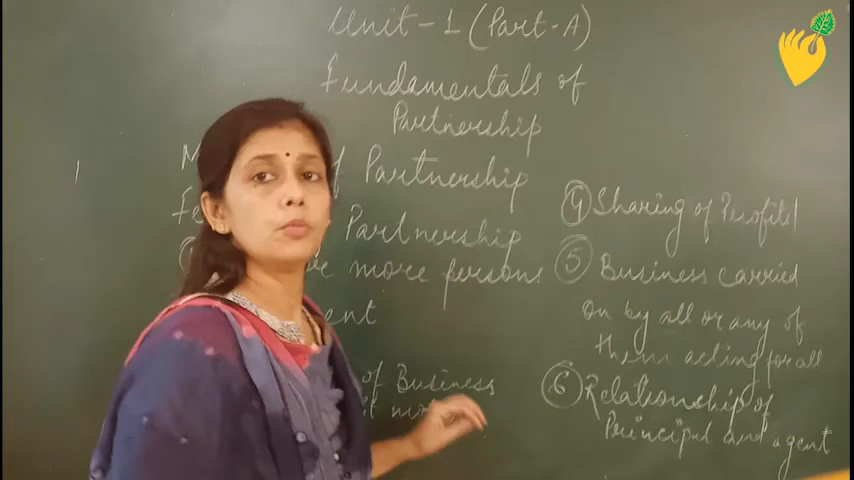 Unit-1 (Part-A)
Fundamentals of
Partnership
of Partnership
Partnership
more persons
of Business
④ Sharing of Profits
⑤ Business carried
on by all or any of
them acting for all
⑥ Relationship of
Principal and agent